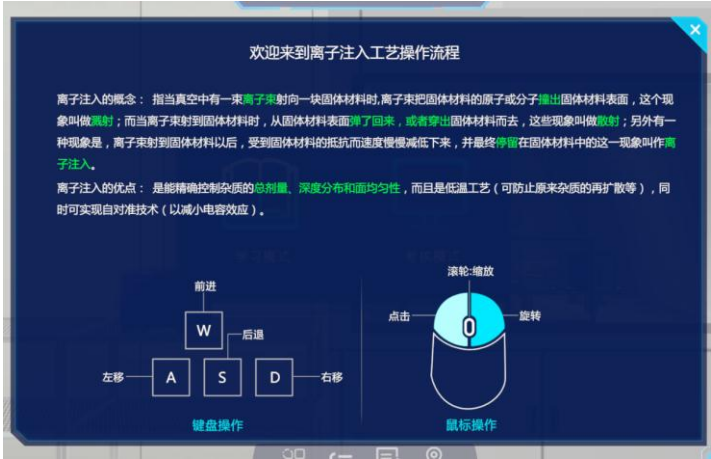 欢迎来到离子注入工艺操作流程
离子注入的概念： 指当真空中有一束离子束射向一块固体材料时,离子束把固体材料的原子或分子撞出固体材料表面，这个现
象叫做溅射；而当离子束射到固体材料时，从固体材料表面弹了回来，或者穿出固体材料而去，这些现象叫做散射；另外有一
种现象是，离子束射到固体材料以后，受到固体材料的抵抗而速度慢慢减低下来，并最终停留在固体材料中的这一现象叫作离
子注入。
离子注入的优点： 是能精确控制杂质的总剂量、深度分布和面均匀性，而且是低温工艺（可防止原来杂质的再扩散等），同
时可实现自对准技术（以减小电容效应）。
前进
W
后退
左移
A
S
D
右移
键盘操作
滚轮:缩放
点击
旋转
鼠标操作